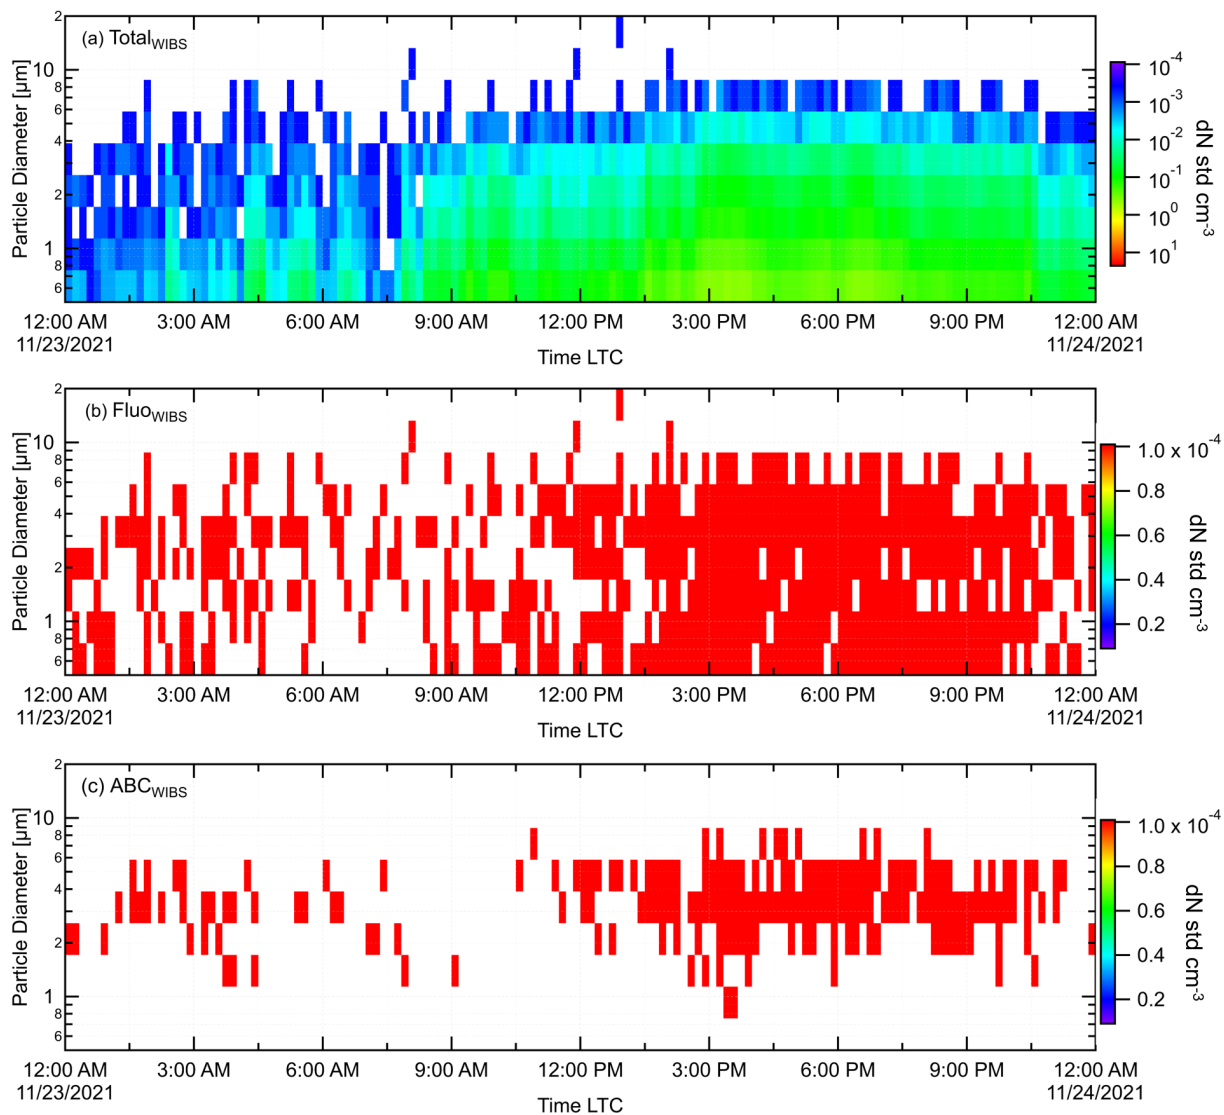 (a) TotalWIBS
Particle Diameter [µm]
2
10
8
6
4
2
1
8
6
12:00 AM 3:00 AM 6:00 AM 9:00 AM 12:00 PM 3:00 PM 6:00 PM 9:00 PM 12:00 AM
11/23/2021 11/24/2021
Time LTC
10-4
10-3
10-2
10-1
100
101
dN std cm-3
(b) FluoWIBS
Particle Diameter [µm]
2
10
8
6
4
2
1
8
6
12:00 AM 3:00 AM 6:00 AM 9:00 AM 12:00 PM 3:00 PM 6:00 PM 9:00 PM 12:00 AM
11/23/2021 11/24/2021
Time LTC
1.0 x 10-4
0.8
0.6
0.4
0.2
dN std cm-3
(c) ABCWIBS
Particle Diameter [µm]
2
10
8
6
4
2
1
8
6
12:00 AM 3:00 AM 6:00 AM 9:00 AM 12:00 PM 3:00 PM 6:00 PM 9:00 PM 12:00 AM
11/23/2021 11/24/2021
Time LTC
1.0 x 10-4
0.8
0.6
0.4
0.2
dN std cm-3